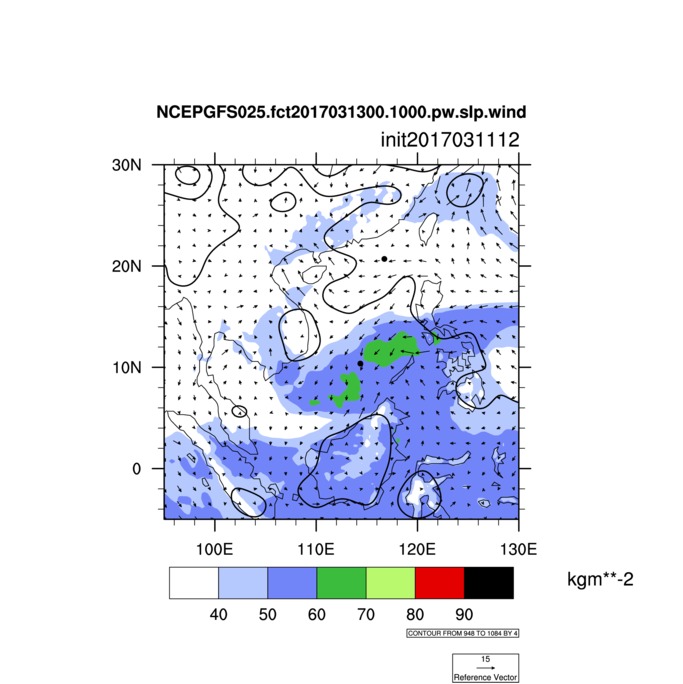 NCEPGFS025.fct2017031300.1000.pw.slp.wind
init2017031112
30N
20N
10N
0
100E 110E 120E 130E
kgm**-2
40 50 60 70 80 90
CONTOUR FROM 948 TO 1084 BY 4
15
Reference Vector